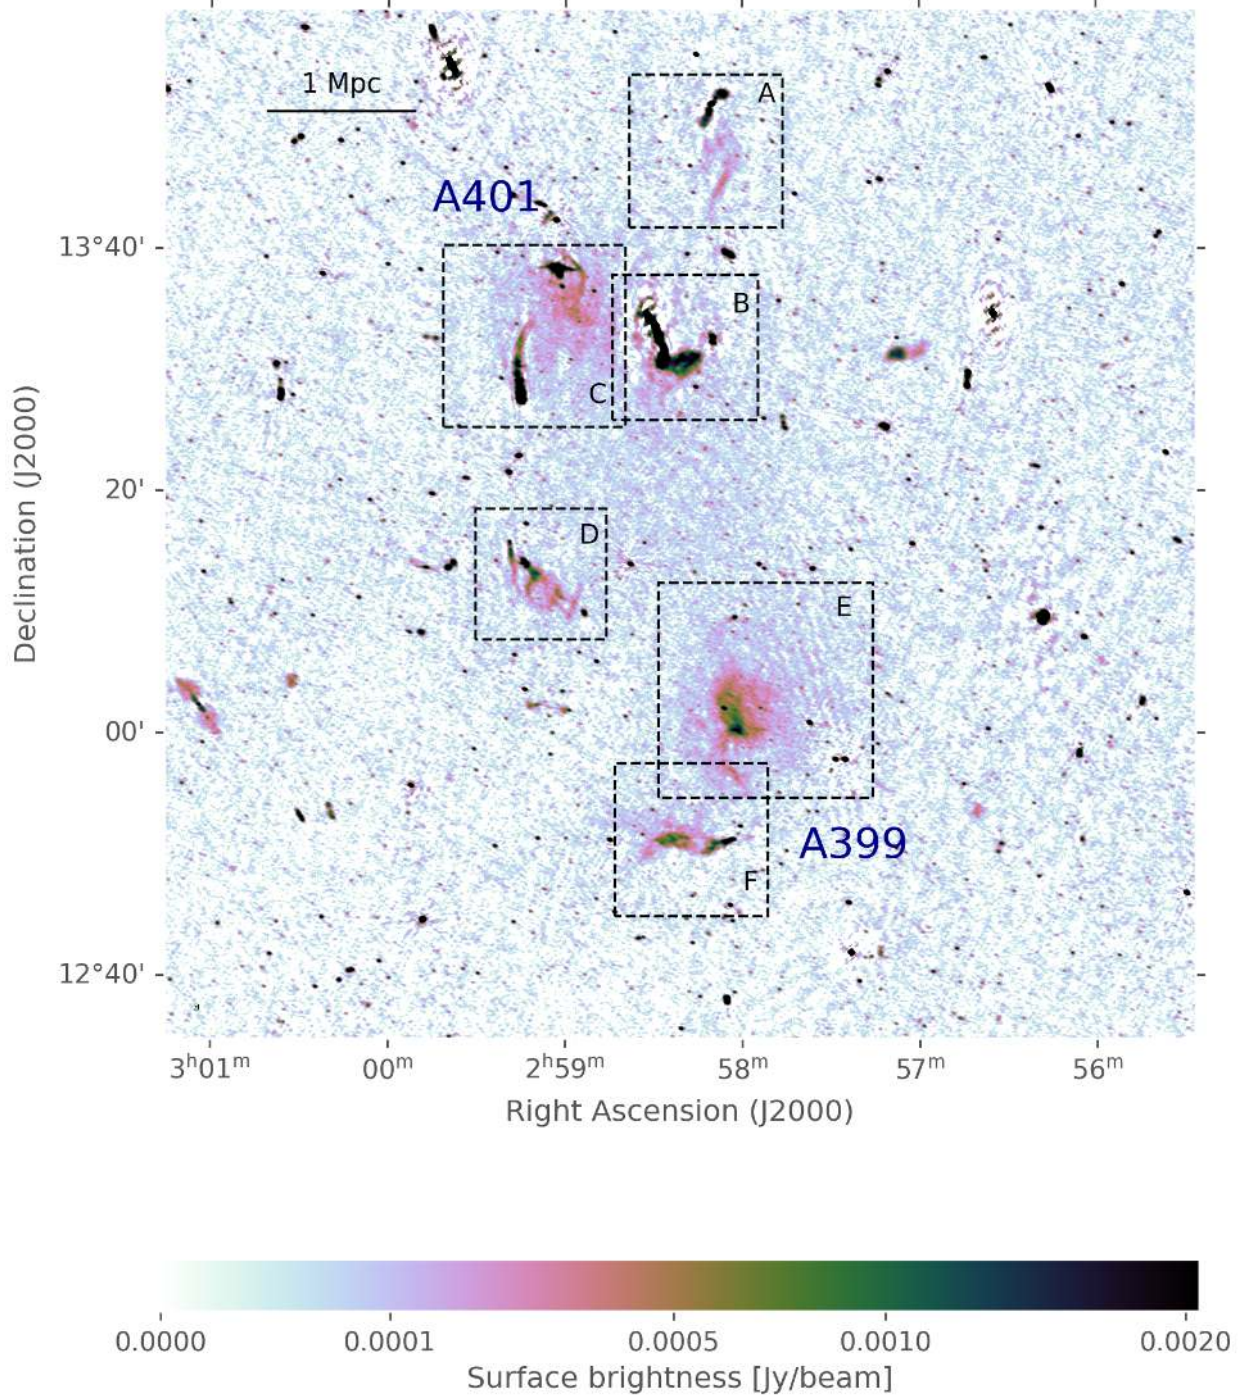 1 Mpc
A
A401
13°40'
B
C
20'
D
E
00'
A399
F
12°40'
3ʰ01ᵐ 00ᵐ 2ʰ59ᵐ 58ᵐ 57ᵐ 56ᵐ
Right Ascension (J2000)
Declination (J2000)
0.0000 0.0001 0.0005 0.0010 0.0020
Surface brightness [Jy/beam]